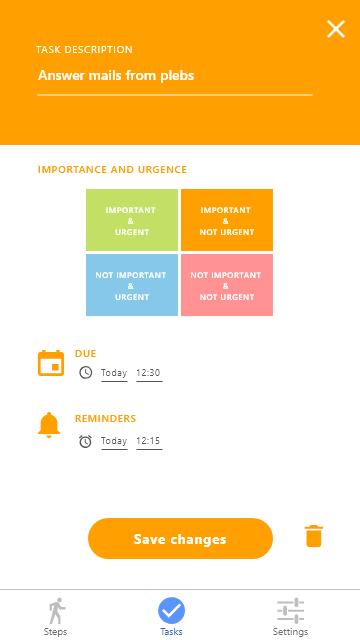 TASK DESCRIPTION
Answer mails from plebs
IMPORTANCE AND URGENCE
IMPORTANT
&
URGENT
IMPORTANT
&
NOT URGENT
NOT IMPORTANT
&
URGENT
NOT IMPORTANT
&
NOT URGENT
DUE
Today 12:30
REMINDERS
Today 12:15
Save changes
Steps
Tasks
Settings